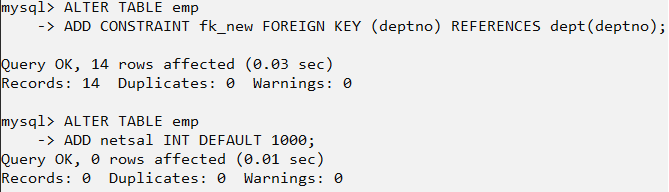 mysql> ALTER TABLE emp
    -> ADD CONSTRAINT fk_new FOREIGN KEY (deptno) REFERENCES dept(deptno);
Query OK, 14 rows affected (0.03 sec)
Records: 14  Duplicates: 0  Warnings: 0
mysql> ALTER TABLE emp
    -> ADD netsal INT DEFAULT 1000;
Query OK, 0 rows affected (0.01 sec)
Records: 0  Duplicates: 0  Warnings: 0